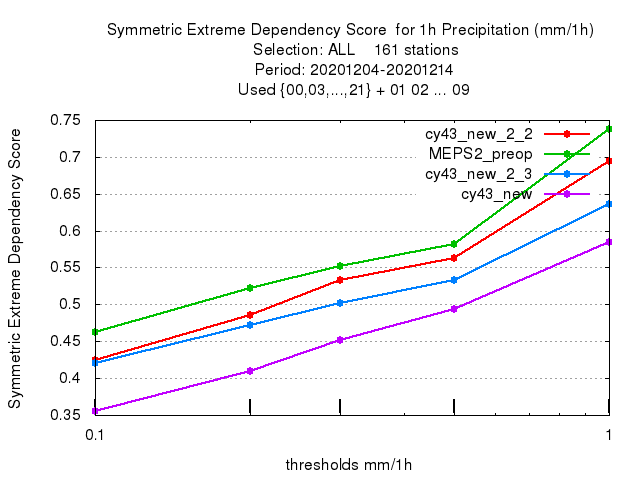 Symmetric Extreme Dependency Score  for 1h Precipitation (mm/1h)
Selection: ALL    161 stations
Period: 20201204-20201214
Used {00,03,...,21} + 01 02 ... 09
Symmetric Extreme Dependency Score
0.75
0.7
0.65
0.6
0.55
0.5
0.45
0.4
0.35
cy43_new_2_2
MEPS2_preop
cy43_new_2_3
cy43_new
0.1
1
thresholds mm/1h